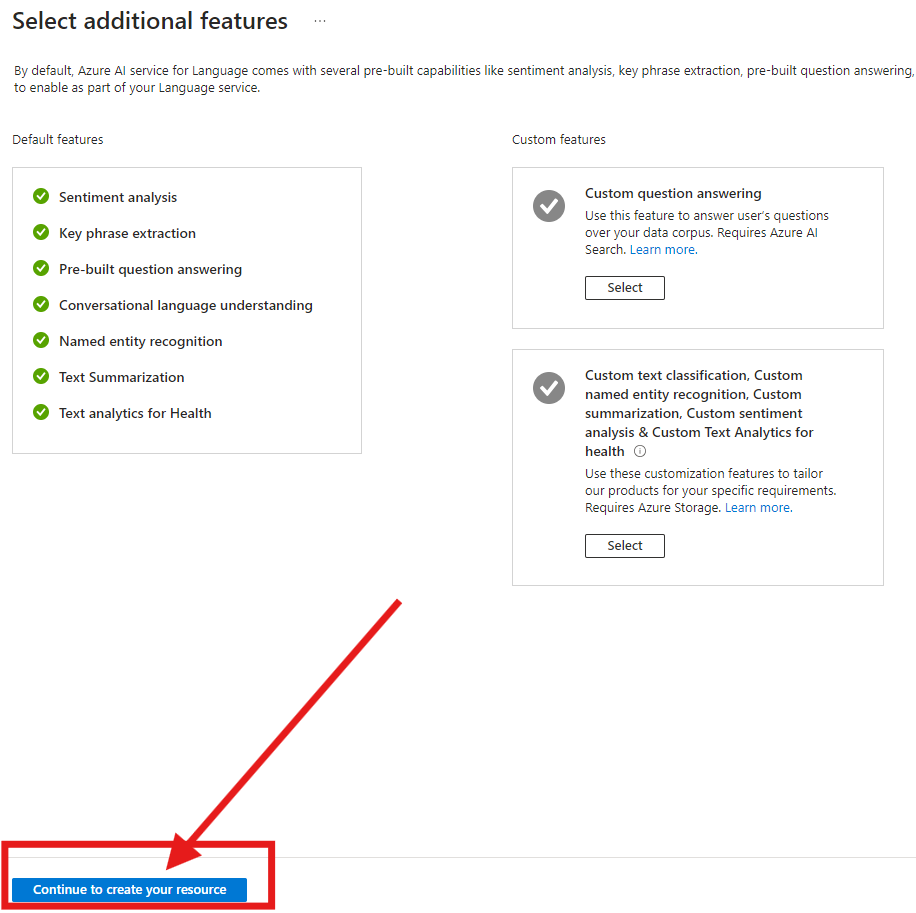 Select additional features ...
By default, Azure AI service for Language comes with several pre-built capabilities like sentiment analysis, key phrase extraction, pre-built question answering,
to enable as part of your Language service.
Default features
Sentiment analysis
Key phrase extraction
Pre-built question answering
Conversational language understanding
Named entity recognition
Text Summarization
Text analytics for Health
Custom features
Custom question answering
Use this feature to answer user's questions
over your data corpus. Requires Azure AI
Search. Learn more.
Select
Custom text classification, Custom
named entity recognition, Custom
summarization, Custom sentiment
analysis & Custom Text Analytics for
health
Use these customization features to tailor
our products for your specific requirements.
Requires Azure Storage. Learn more.
Select
Continue to create your resource